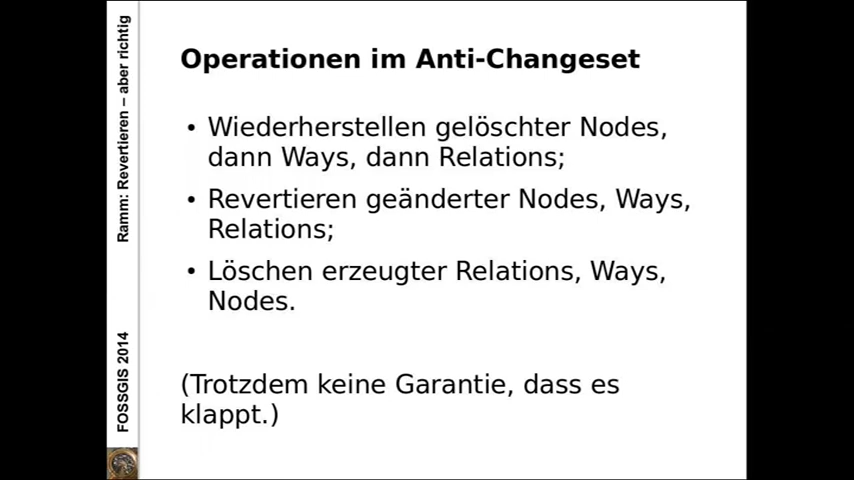 Operationen im Anti-Changeset
• Wiederherstellen gelöschter Nodes,
dann Ways, dann Relations;
• Revertieren geänderter Nodes, Ways,
Relations;
• Löschen erzeugter Relations, Ways,
Nodes.
(Trotzdem keine Garantie, dass es
klappt.)
Ramm: Revertieren – aber richtig
FOSSGIS 2014